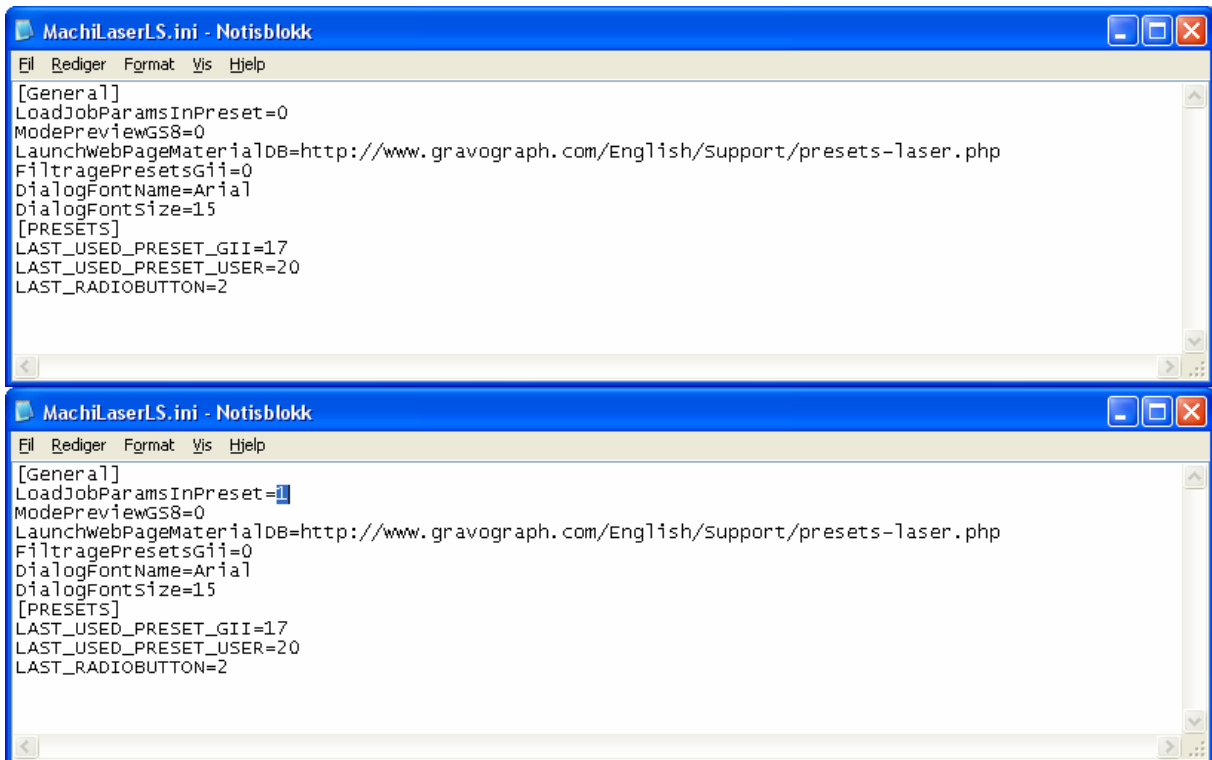 MachiLaserLS.ini - Notisblokk
Fil Rediger Format Vis Hjelp
[General]
LoadJobParamsInPreset=0
ModePreviewGS8=0
LaunchWebPageMaterialDB=http://www.gravograph.com/English/Support/presets-laser.php
FiltragePresetsGii=0
DialogFontName=Arial
DialogFontSize=15
[PRESETS]
LAST_USED_PRESET_GII=17
LAST_USED_PRESET_USER=20
LAST_RADIOBUTTON=2
MachiLaserLS.ini - Notisblokk
Fil Rediger Format Vis Hjelp
[General]
LoadJobParamsInPreset=1
ModePreviewGS8=0
LaunchWebPageMaterialDB=http://www.gravograph.com/English/Support/presets-laser.php
FiltragePresetsGii=0
DialogFontName=Arial
DialogFontSize=15
[PRESETS]
LAST_USED_PRESET_GII=17
LAST_USED_PRESET_USER=20
LAST_RADIOBUTTON=2